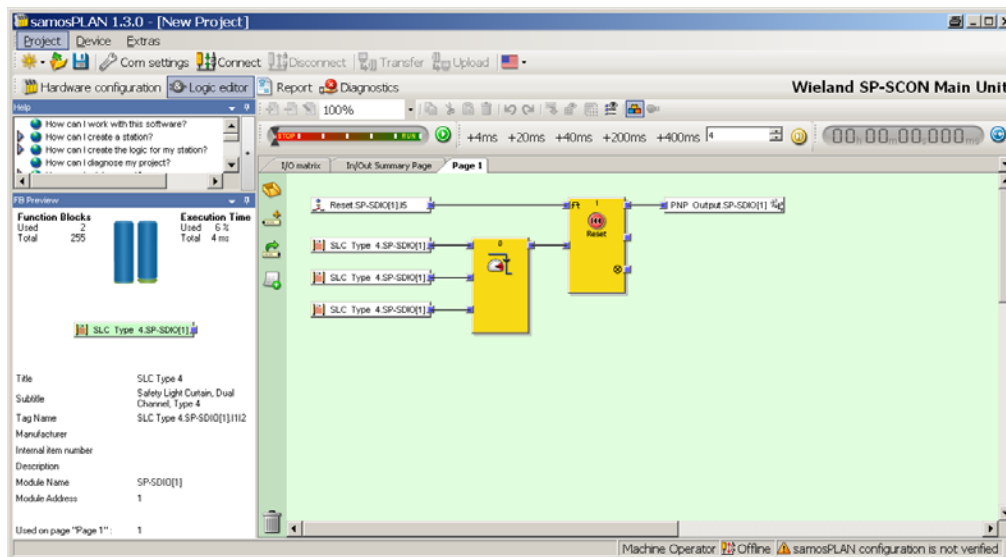 samosPLAN 1.3.0 - [New Project]
Project Device Extras
Com settings Connect Disconnect Transfer Upload
Hardware configuration Logic editor Report Diagnostics Wieland SP-SCON Main Unit
Help
How can I work with this software?
How can I create a station?
How can I create the logic for my station?
How can I diagnose my project?
100%
STOP RUN +4ms +20ms +40ms +200ms +400ms 4 00h00m00,000ms
I/O matrix In/Out Summary Page Page 1
FB Preview
Function Blocks Execution Time
Used 2 Used 6 %
Total 255 Total 4 ms
SLC Type 4.SP-SDIO[1].
Title SLC Type 4
Subtitle Safety Light Curtain, Dual
Channel, Type 4
Tag Name SLC Type 4.SP-SDIO[1].I1I2
Manufacturer
Internal item number
Description
Module Name SP-SDIO[1]
Module Address 1
Used on page "Page 1": 1
Reset.SP-SDIO[1].I5
SLC Type 4.SP-SDIO[1].
SLC Type 4.SP-SDIO[1].
SLC Type 4.SP-SDIO[1].
0
1
Reset
PNP Output.SP-SDIO[1]
Machine Operator Offline samosPLAN configuration is not verified